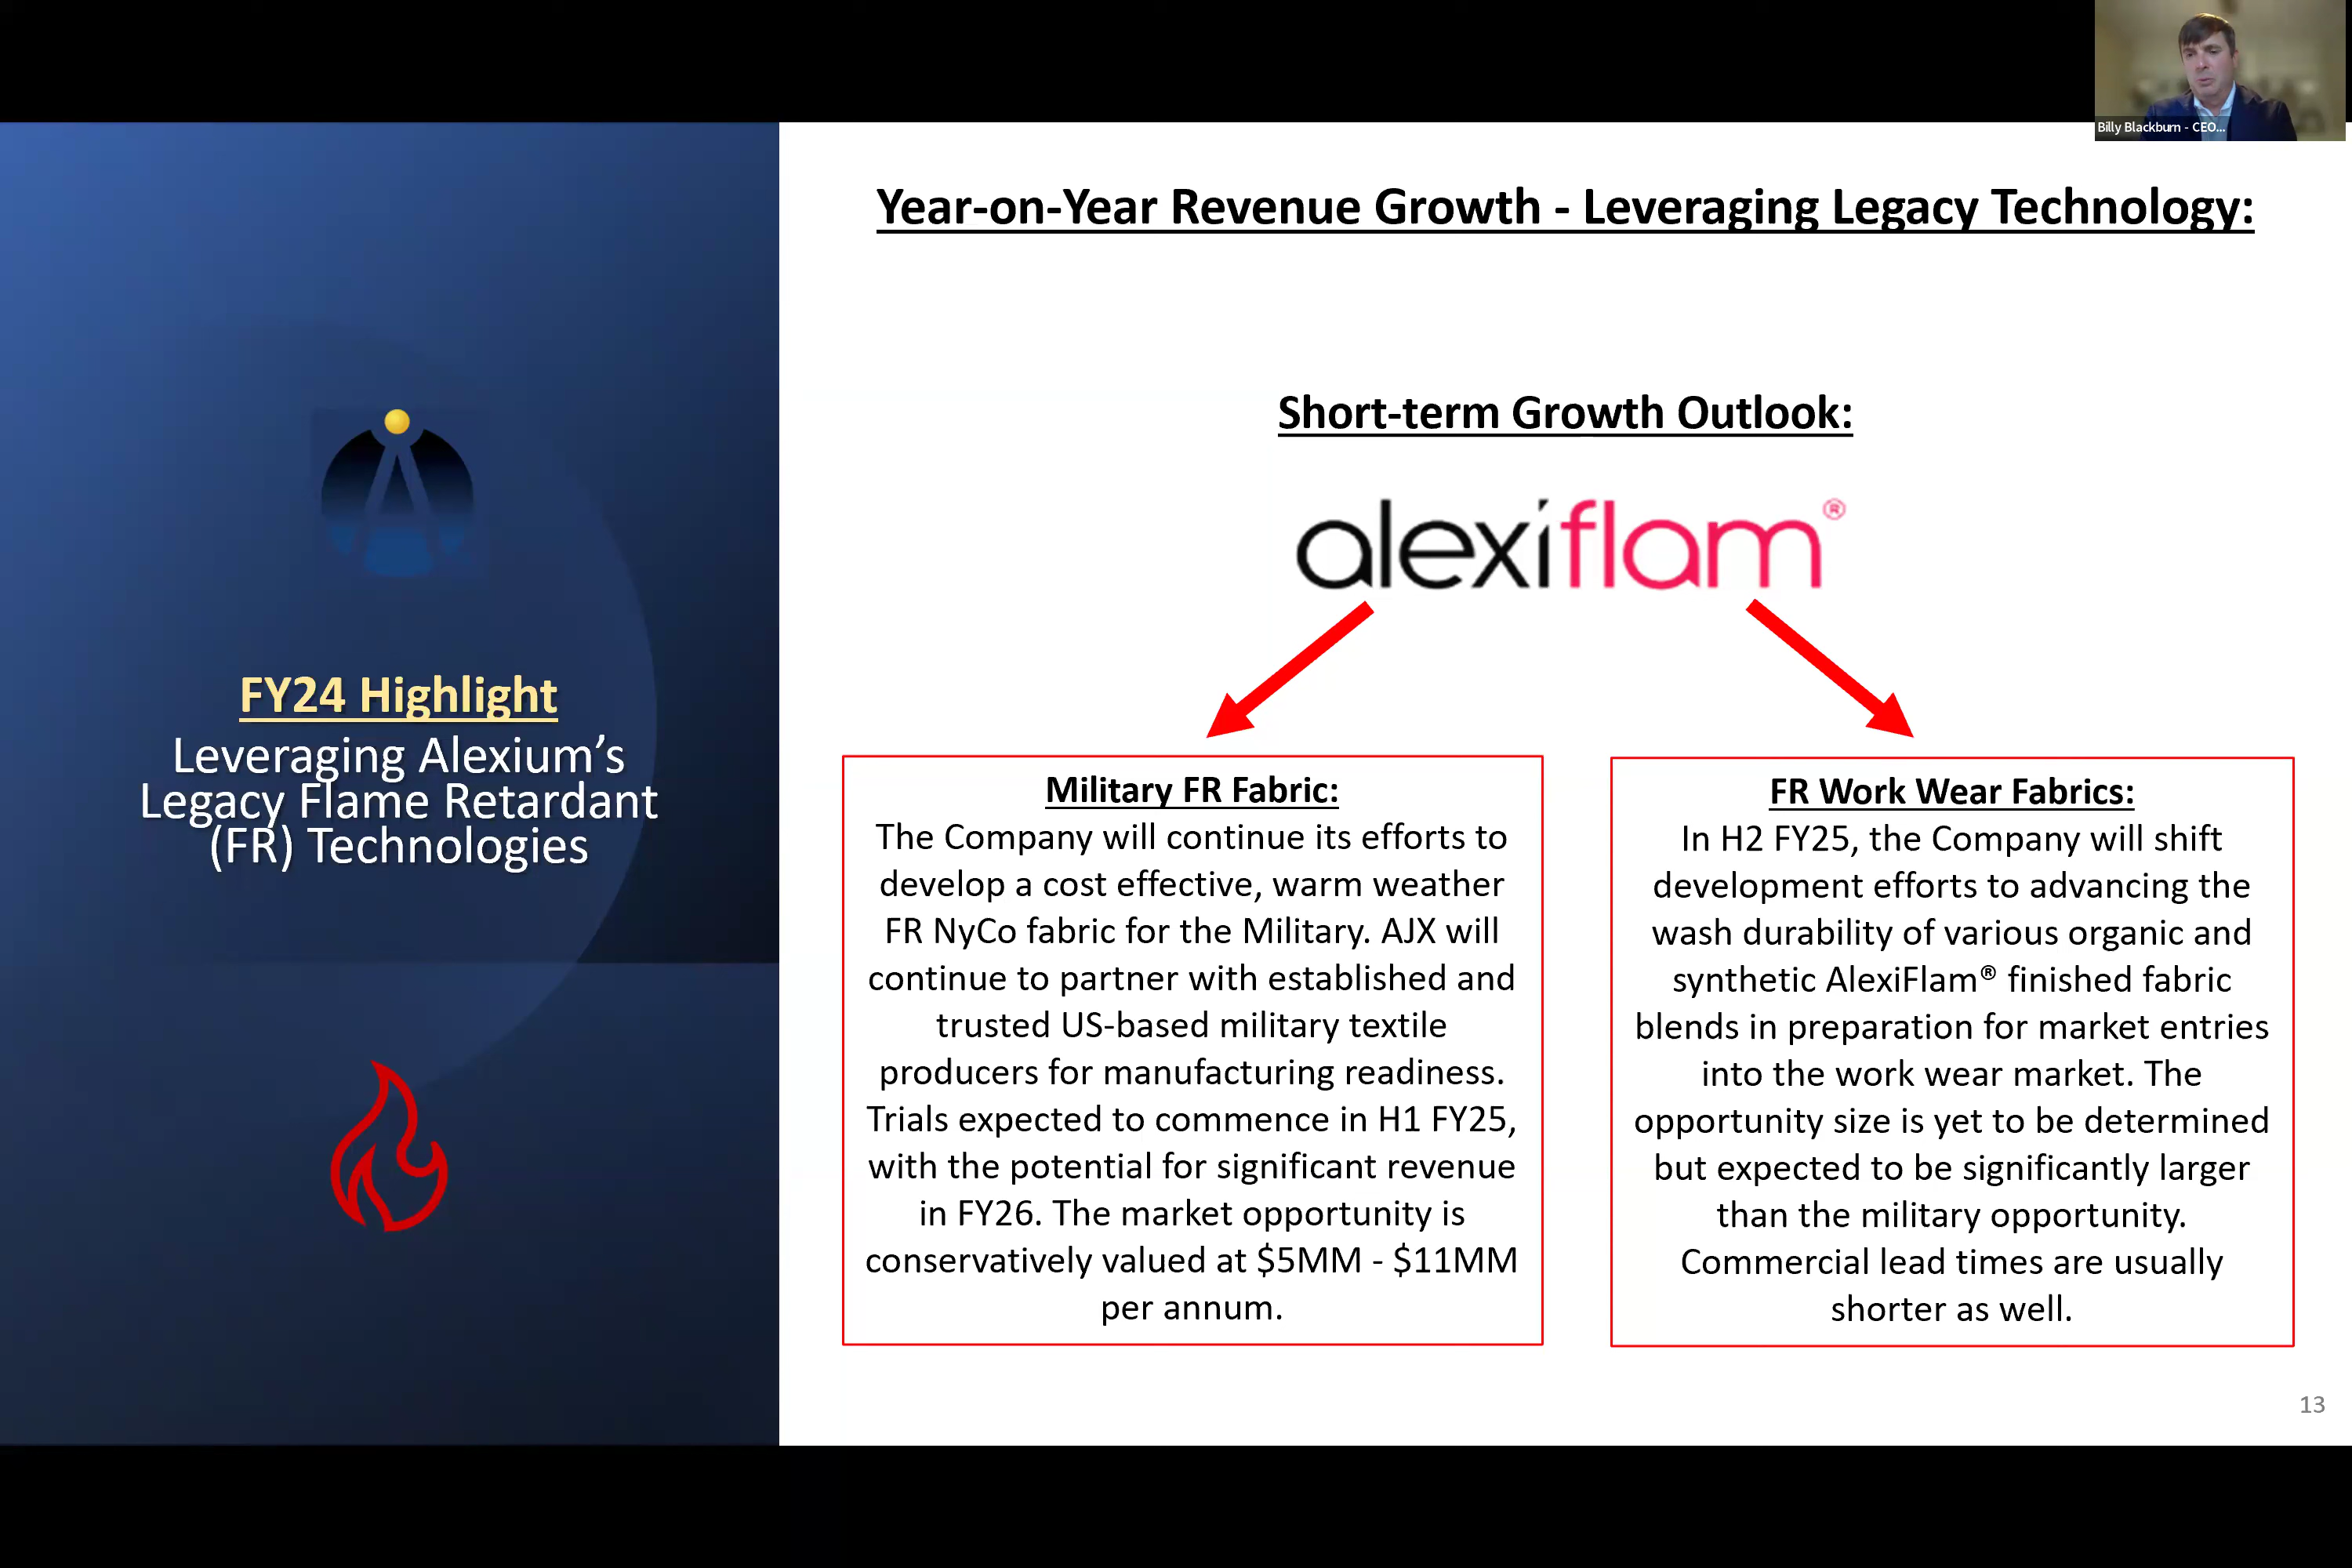 Billy Blackburn - CEO...
Year-on-Year Revenue Growth - Leveraging Legacy Technology:
FY24 Highlight
Leveraging Alexium’s
Legacy Flame Retardant
(FR) Technologies
Short-term Growth Outlook:
alexiflam®
Military FR Fabric:
The Company will continue its efforts to
develop a cost effective, warm weather
FR NyCo fabric for the Military. AJX will
continue to partner with established and
trusted US-based military textile
producers for manufacturing readiness.
Trials expected to commence in H1 FY25,
with the potential for significant revenue
in FY26. The market opportunity is
conservatively valued at $5MM - $11MM
per annum.
FR Work Wear Fabrics:
In H2 FY25, the Company will shift
development efforts to advancing the
wash durability of various organic and
synthetic AlexiFlam® finished fabric
blends in preparation for market entries
into the work wear market. The
opportunity size is yet to be determined
but expected to be significantly larger
than the military opportunity.
Commercial lead times are usually
shorter as well.
13